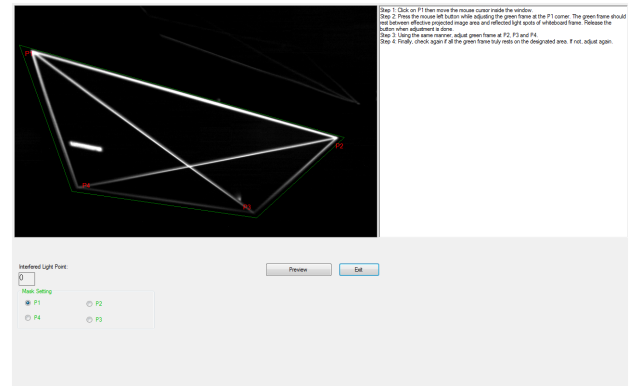 Step 1: Click on P1 then move the mouse cursor inside the window.
Step 2: Press the mouse left button while adjusting the green frame at the P1 corner. The green frame should
rest between effective projected image area and reflected light spots of whiteboard frame. Release the
button when adjustment is done.
Step 3: Using the same manner, adjust green frame at P2, P3 and P4.
Step 4: Finally, check again if all the green frame truly rests on the designated area. If not, adjust again.
P1
P2
P4
P3
Interfered Light Point:
0
Preview
Exit
Mask Setting
P1
P2
P4
P3